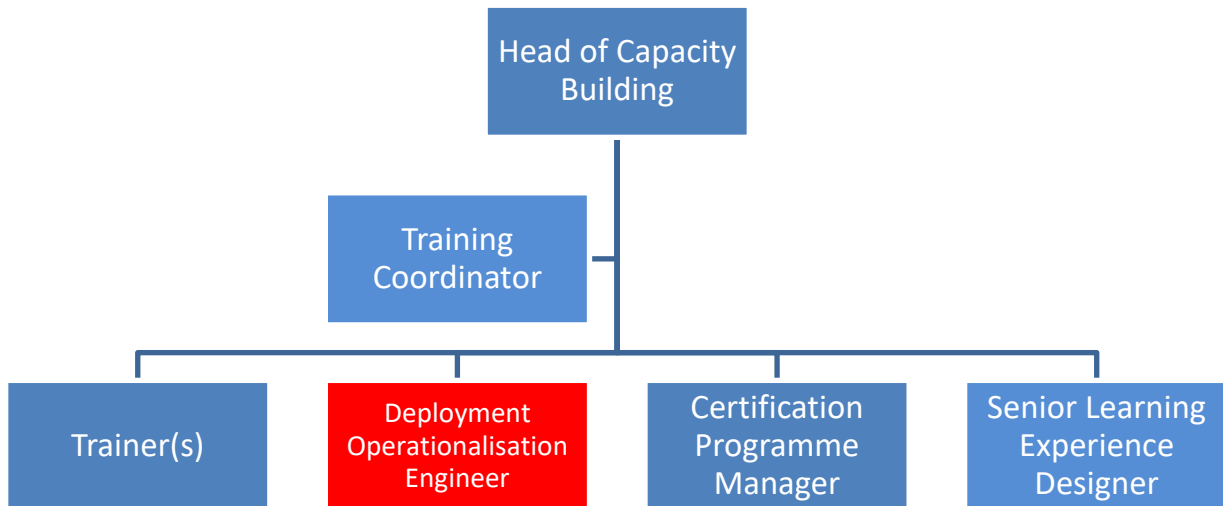 Head of Capacity
Building
Training
Coordinator
Trainer(s)
Deployment
Operationalisation
Engineer
Certification
Programme
Manager
Senior Learning
Experience
Designer